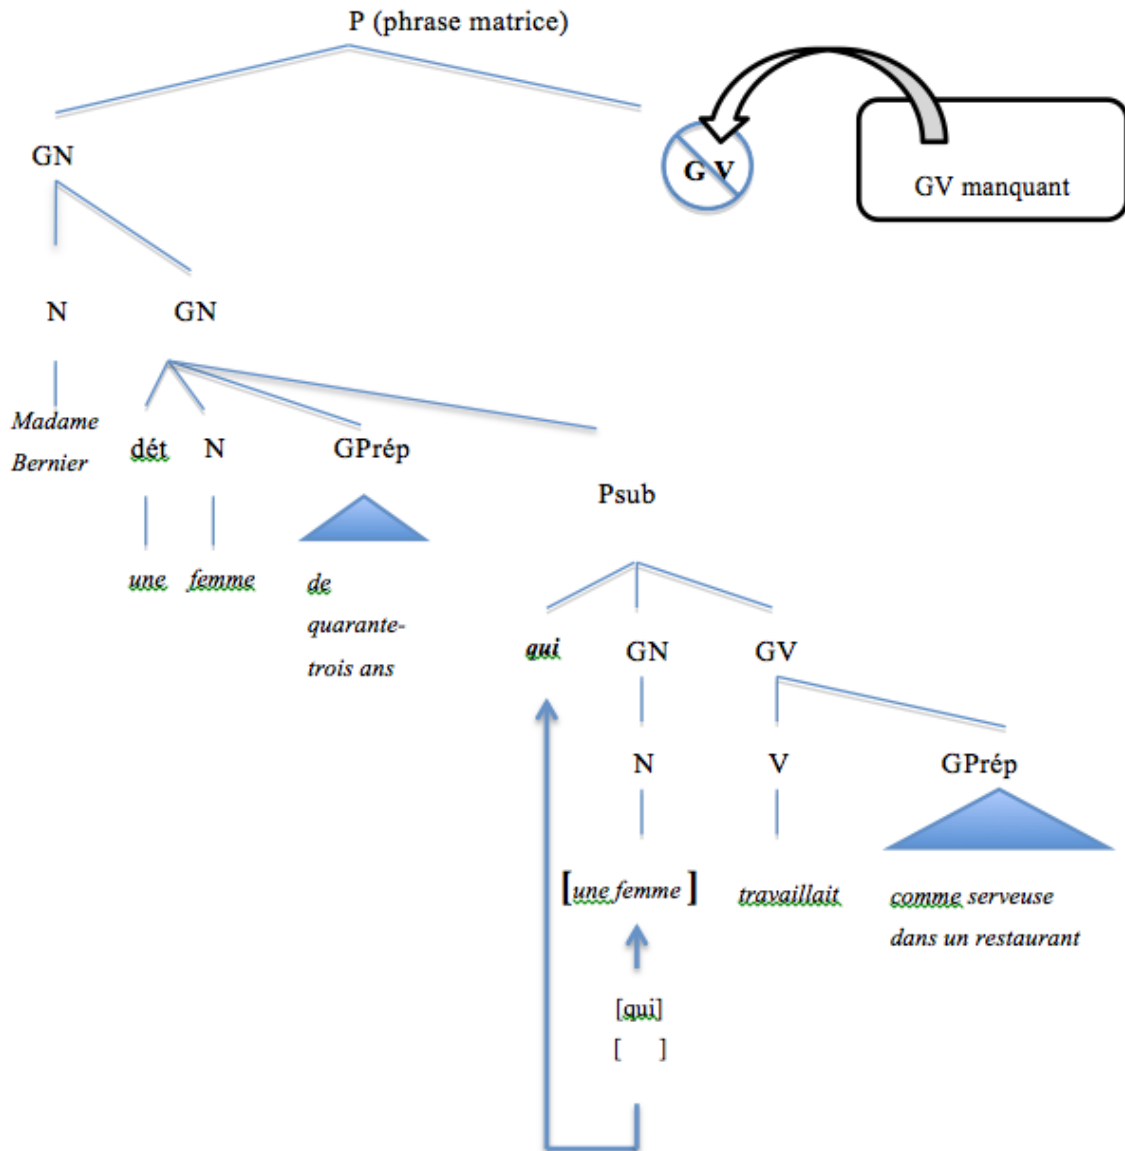 P (phrase matrice)
GN
G V
GV manquant
N
GN
Madame
Bernier
dét
N
GPrép
Psub
une
femme
de
quarante-
trois ans
qui
GN
GV
N
V
GPrép
[une femme ]
travaillait
comme serveuse
dans un restaurant
[qui]
[ ]